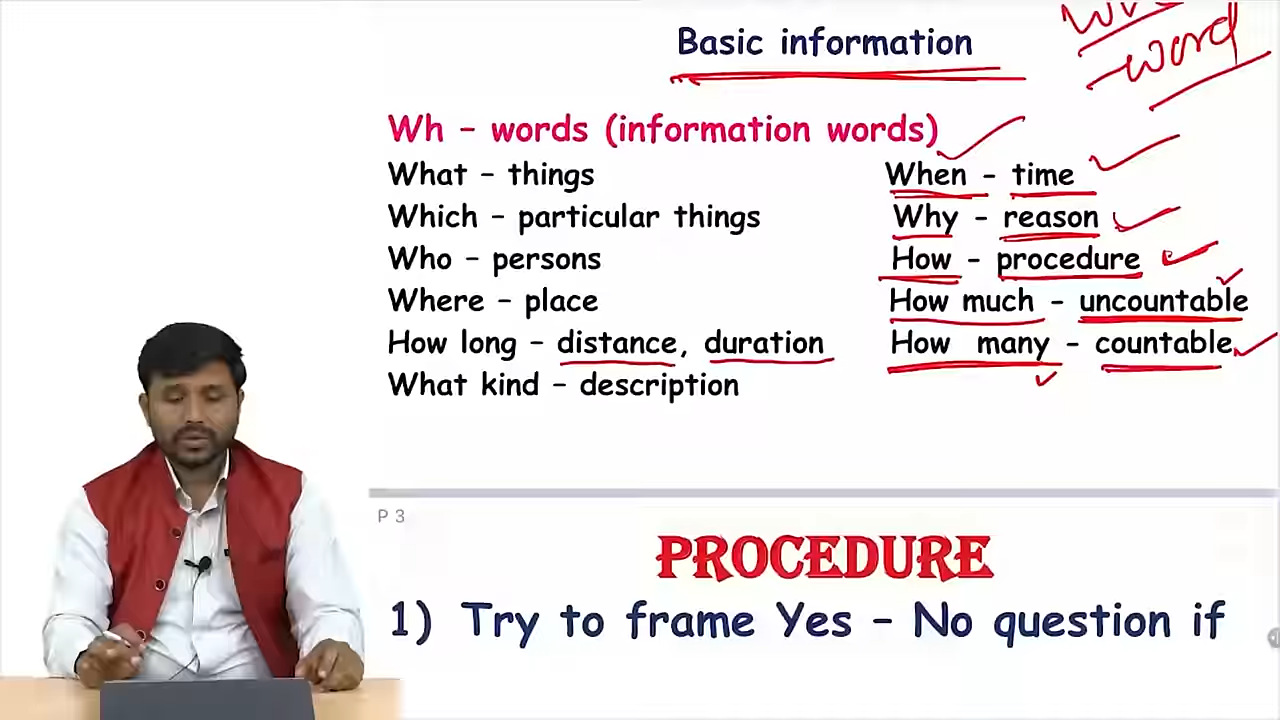 Basic information
word
Wh – words (information words)
What – things
Which – particular things
Who – persons
Where – place
How long – distance, duration
What kind – description
When – time
Why – reason
How – procedure
How much – uncountable
How many – countable
P 3
PROCEDURE
1) Try to frame Yes – No question if